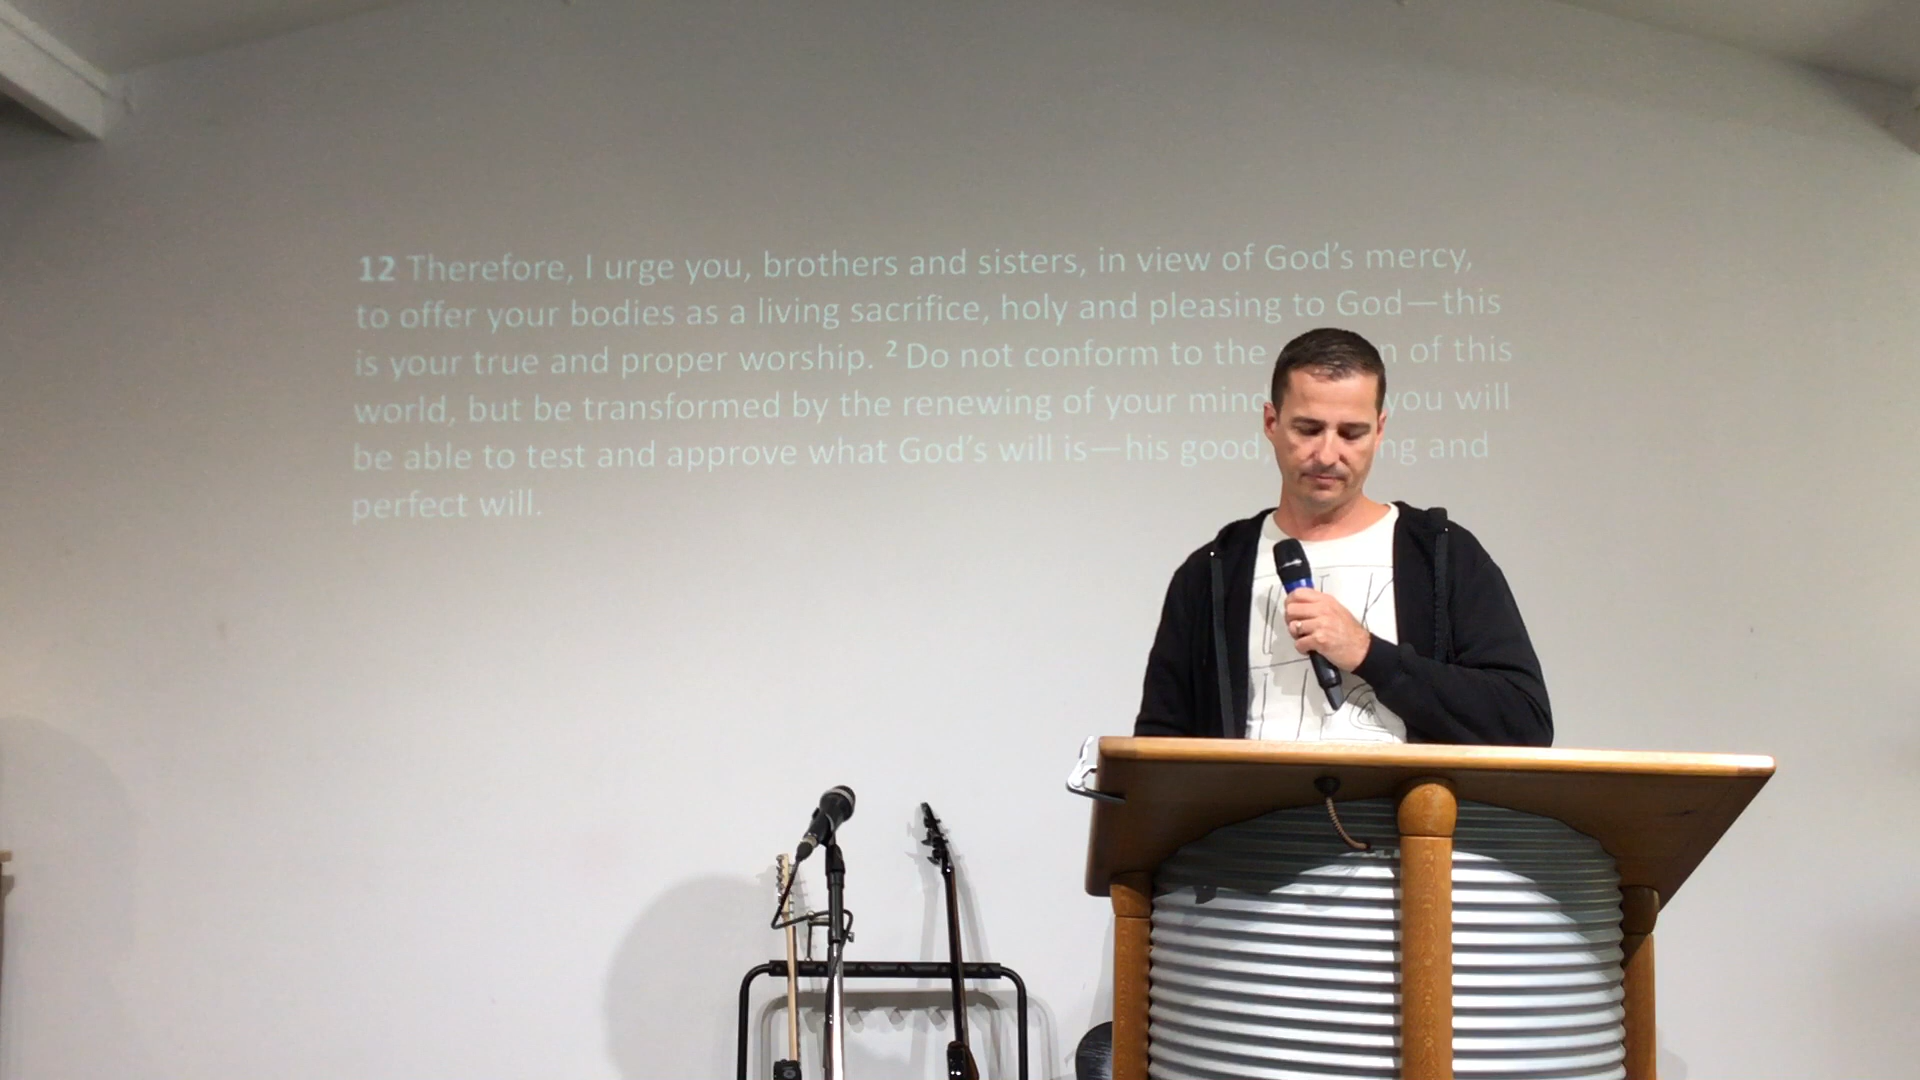 12 Therefore, I urge you, brothers and sisters, in view of God's mercy,
to offer your bodies as a living sacrifice, holy and pleasing to God—this
is your true and proper worship. 2 Do not conform to the of this
world, but be transformed by the renewing of your mind you will
be able to test and approve what God's will is—his good, and
perfect will.